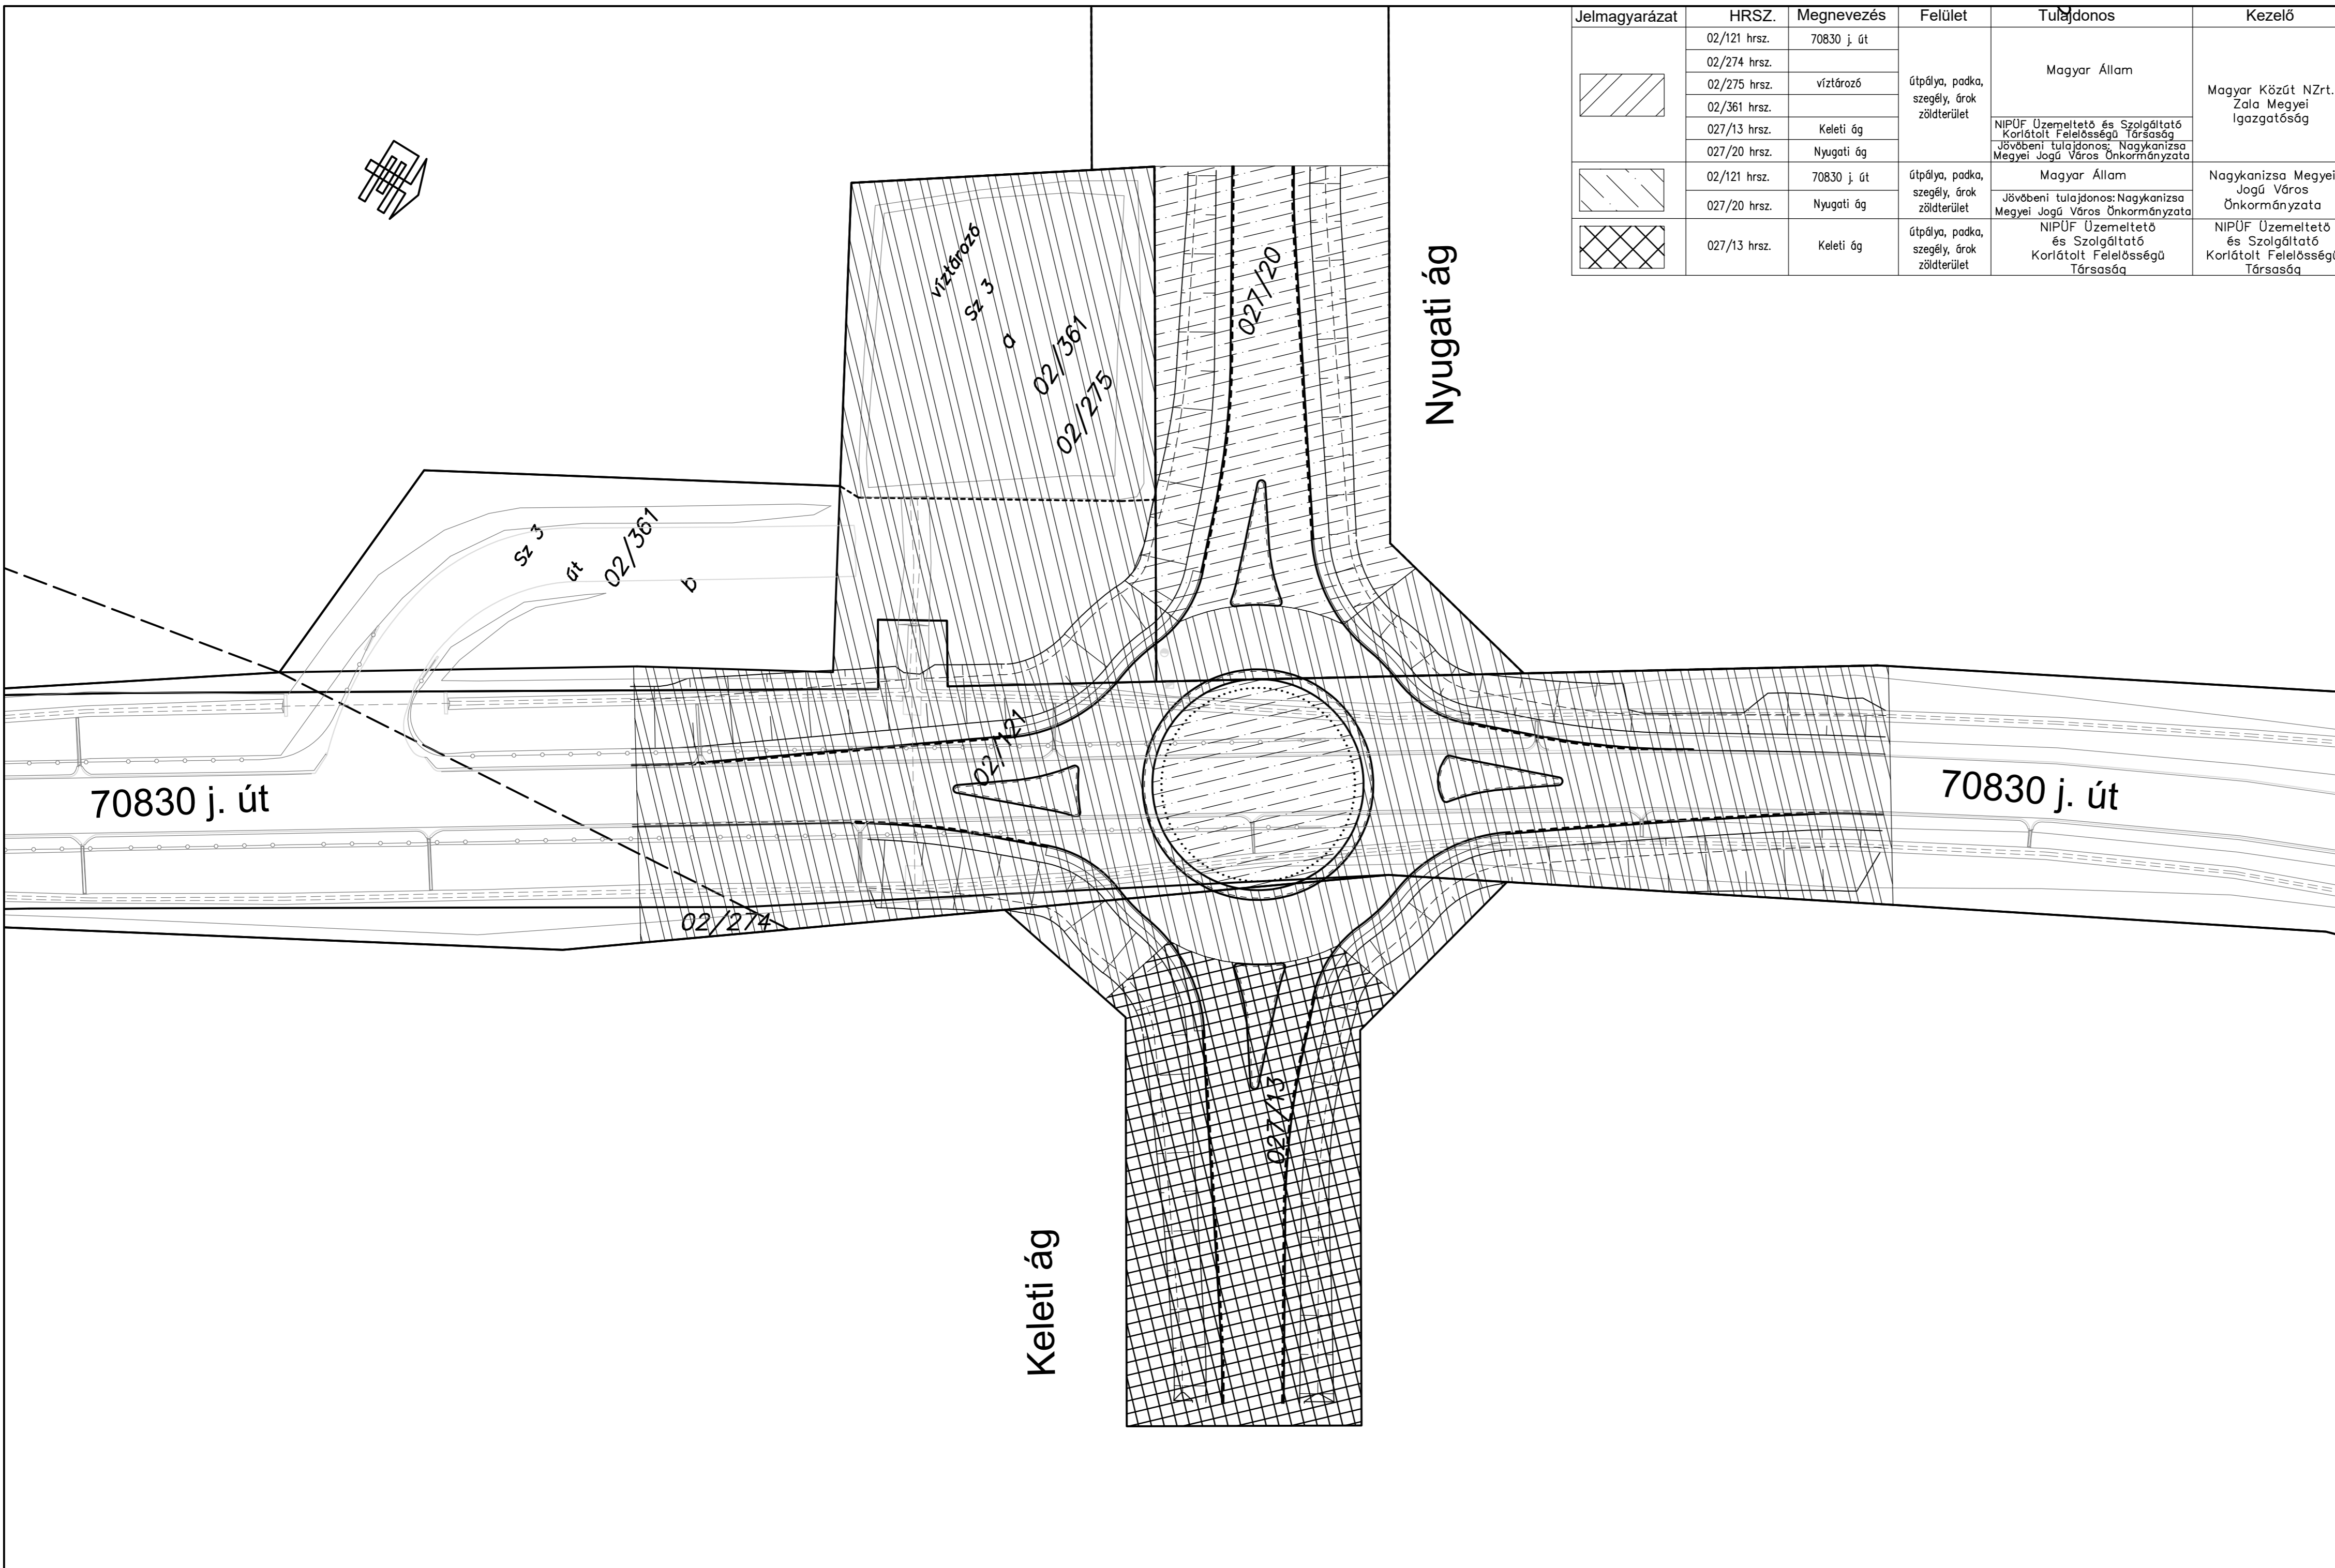 Jelmagyarázat HRSZ. Megnevezés Felület Tulajdonos Kezelő
02/121 hrsz. 70830 j. út
02/274 hrsz.
02/275 hrsz. víztározó
02/361 hrsz.
027/13 hrsz. Keleti ág
027/20 hrsz. Nyugati ág
útpálya, padka,
szegély, árok
zöldterület
Magyar Állam
NIPÜF Üzemeltető és Szolgáltató
Korlátolt Felelősségű Társaság
Jövőbeni tulajdonos: Nagykanizsa
Megyei Jogú Város Önkormányzata
Magyar Közút NZrt.
Zala Megyei
Igazgatóság
02/121 hrsz. 70830 j. út
027/20 hrsz. Nyugati ág
útpálya, padka,
szegély, árok
zöldterület
Magyar Állam
Jövőbeni tulajdonos: Nagykanizsa
Megyei Jogú Város Önkormányzata
Nagykanizsa Megyei
Jogú Város
Önkormányzata
027/13 hrsz. Keleti ág
útpálya, padka,
szegély, árok
zöldterület
NIPÜF Üzemeltető
és Szolgáltató
Korlátolt Felelősségű
Társaság
NIPÜF Üzemeltető
és Szolgáltató
Korlátolt Felelősségű
Társaság
víztározó
Sz 3
a
02/361
02/275
027/20
Nyugati ág
Sz 3
út
02/361
b
02/121
70830 j. út
70830 j. út
02/274
027/13
Keleti ág